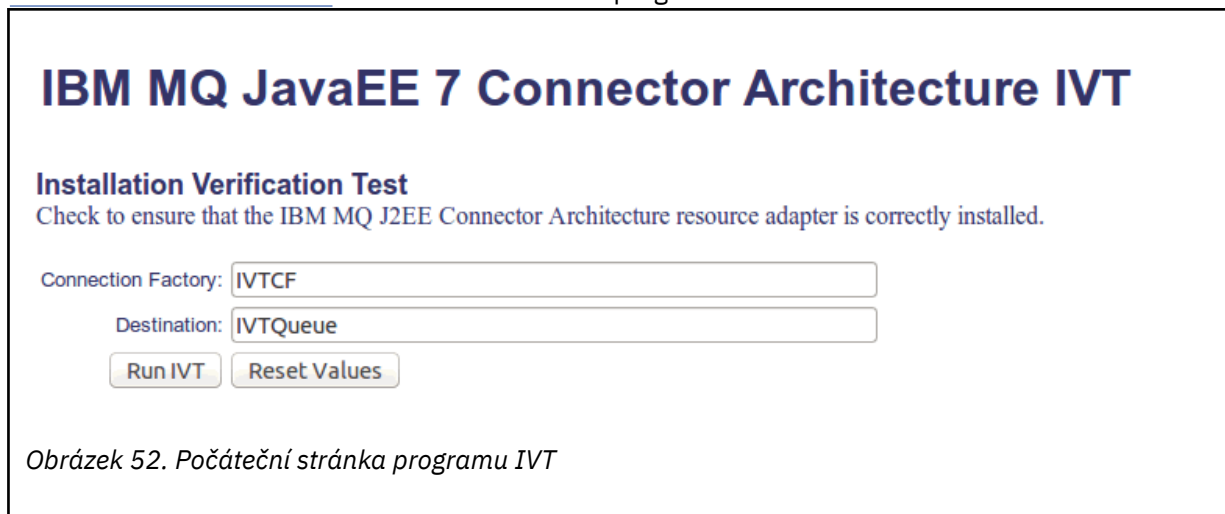 IBM MQ JavaEE 7 Connector Architecture IVT
Installation Verification Test
Check to ensure that the IBM MQ J2EE Connector Architecture resource adapter is correctly installed.
Connection Factory: IVTCF
Destination: IVTQueue
Run IVT Reset Values
Obrázek 52. Počáteční stránka programu IVT